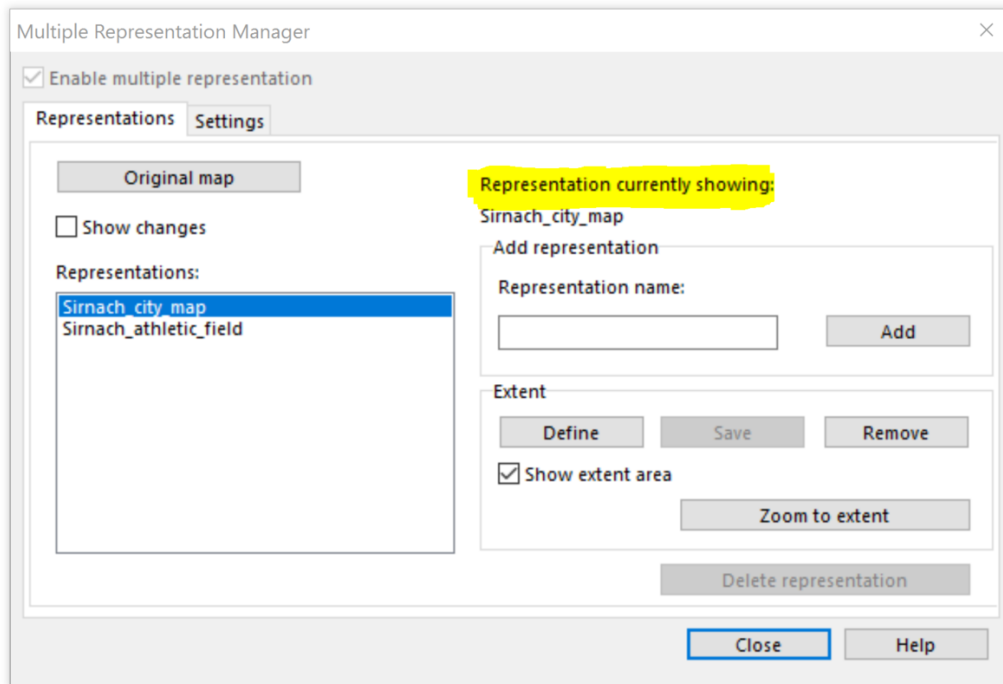 Multiple Representation Manager
Enable multiple representation
Representations
Settings
Original map
Show changes
Representations:
Sirnach_city_map
Sirnach_athletic_field
Representation currently showing:
Sirnach_city_map
Add representation
Representation name:
Add
Extent
Define
Save
Remove
Show extent area
Zoom to extent
Delete representation
Close
Help